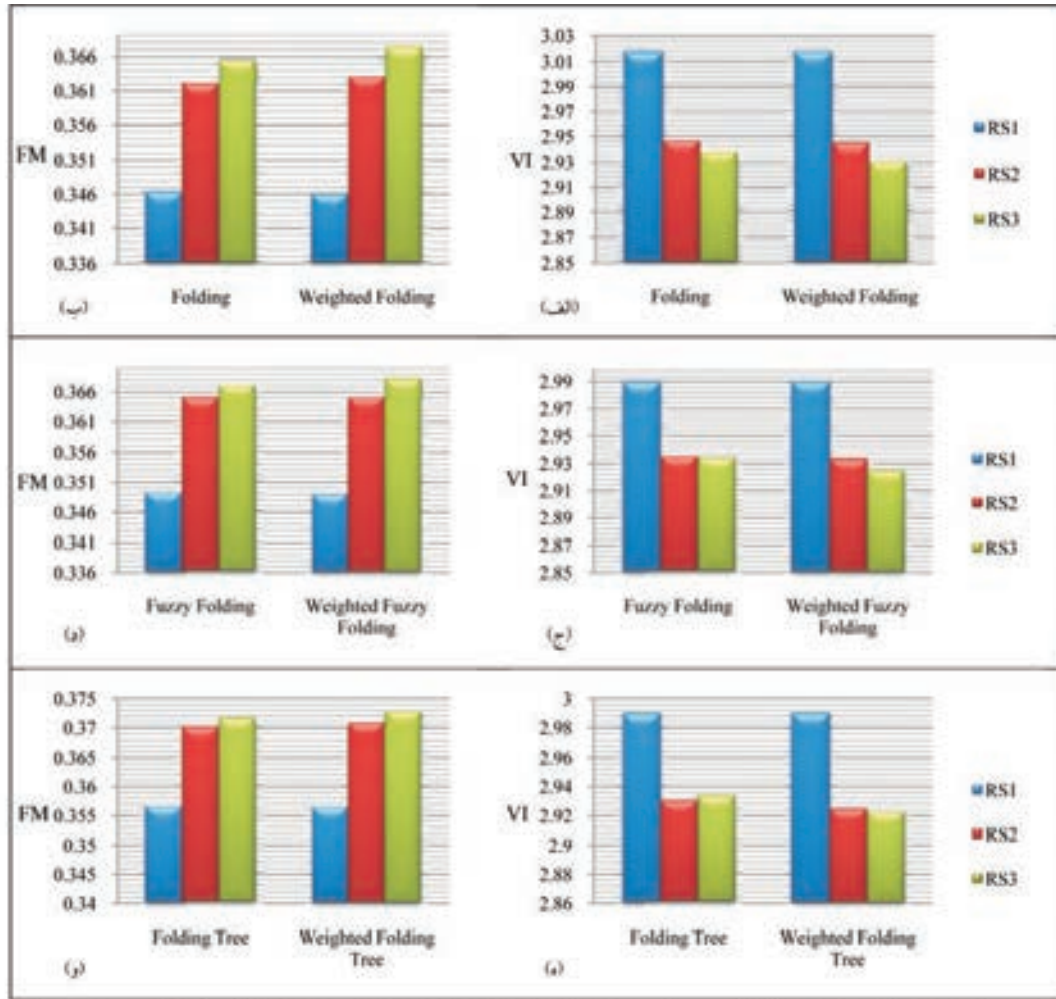 0.366
0.361
0.356
0.351
0.346
0.341
0.336
FM
Folding
Weighted Folding
(ب)
3.03
3.01
2.99
2.97
2.95
2.93
2.91
2.89
2.87
2.85
VI
Folding
Weighted Folding
(الف)
RS1
RS2
RS3
0.366
0.361
0.356
0.351
0.346
0.341
0.336
FM
Fuzzy Folding
Weighted Fuzzy
Folding
(د)
2.99
2.97
2.95
2.93
2.91
2.89
2.87
2.85
VI
Fuzzy Folding
Weighted Fuzzy
Folding
(ج)
RS1
RS2
RS3
0.375
0.37
0.365
0.36
0.355
0.35
0.345
0.34
FM
Folding Tree
Weighted Folding
Tree
(و)
3
2.98
2.96
2.94
2.92
2.9
2.88
2.86
VI
Folding Tree
Weighted Folding
Tree
(ه)
RS1
RS2
RS3